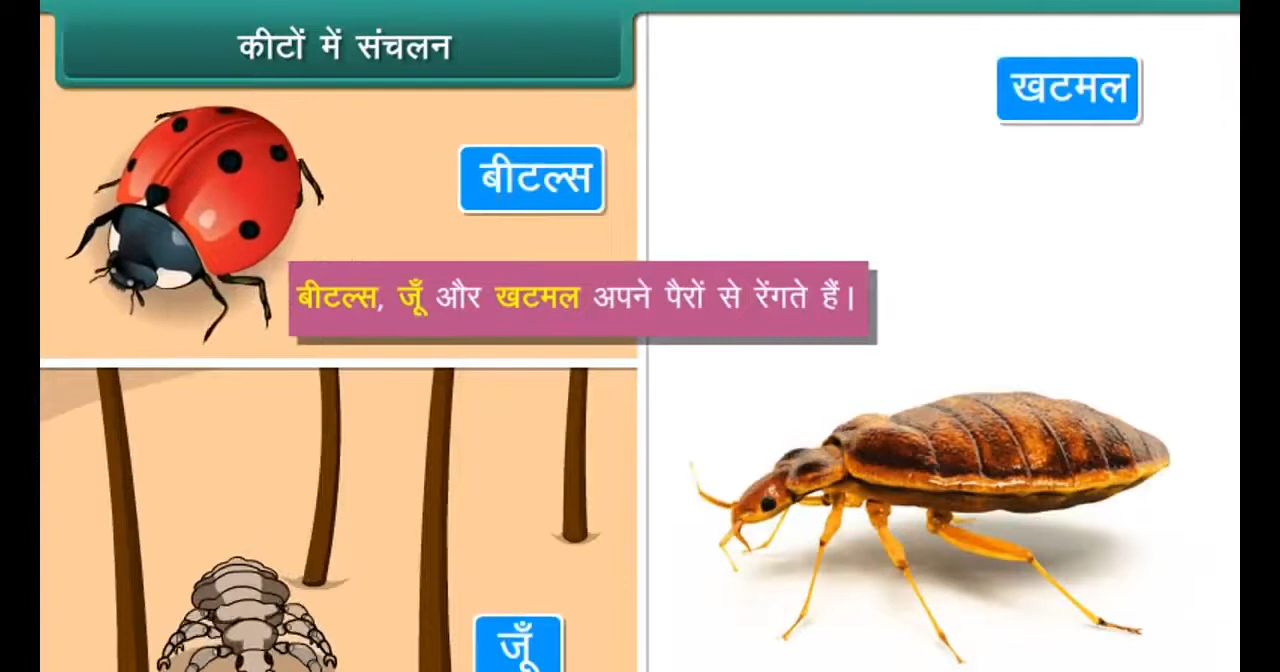 कीटों में संचलन
खटमल
बीटल्स
बीटल्स, जूँ और खटमल अपने पैरों से रेंगते हैं।
जूँ